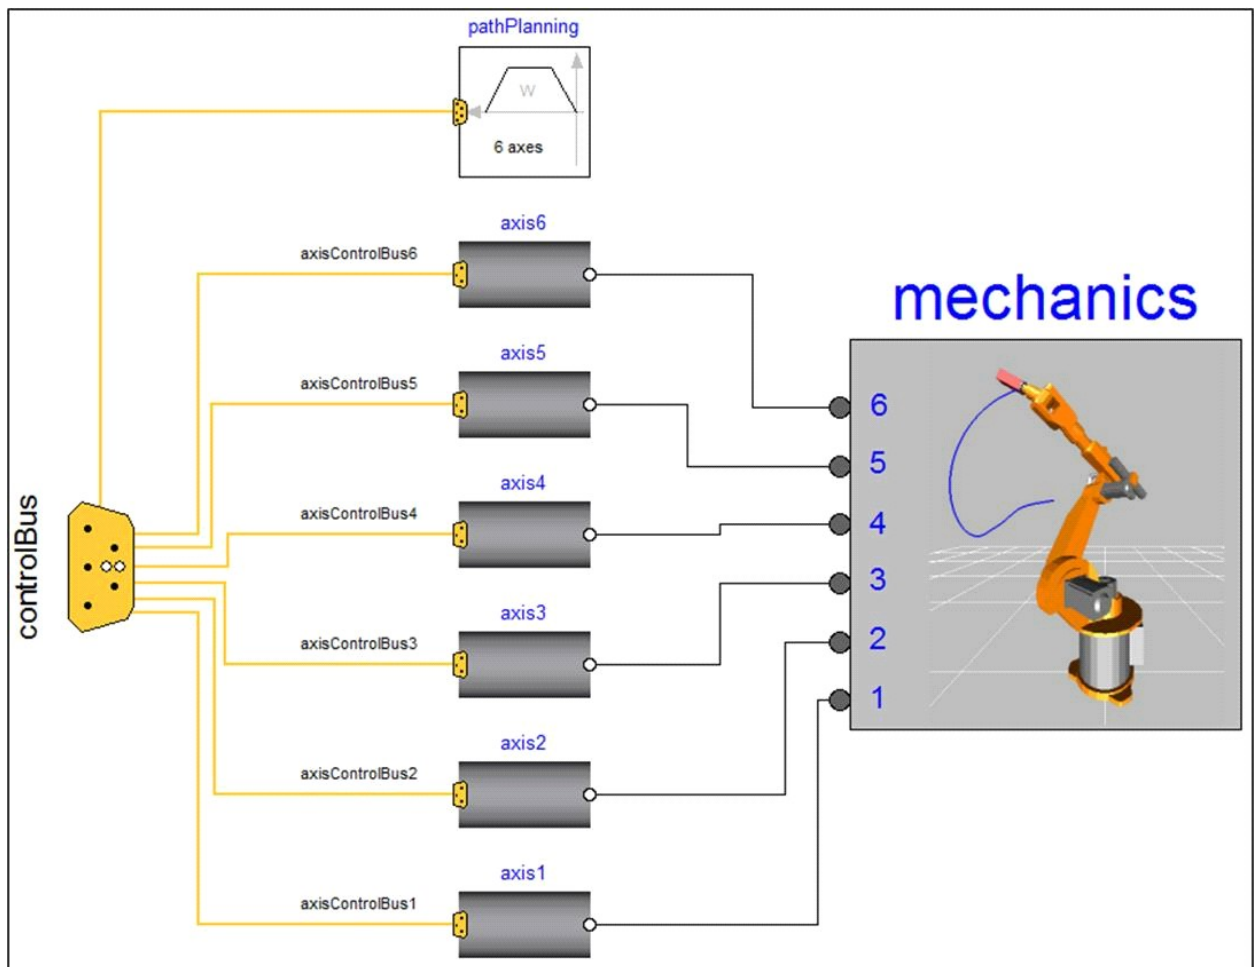 pathPlanning
W
6 axes
axis6
axisControlBus6
mechanics
axis5
axisControlBus5
6
5
axis4
axisControlBus4
4
controlBus
3
axis3
axisControlBus3
2
1
axis2
axisControlBus2
axis1
axisControlBus1